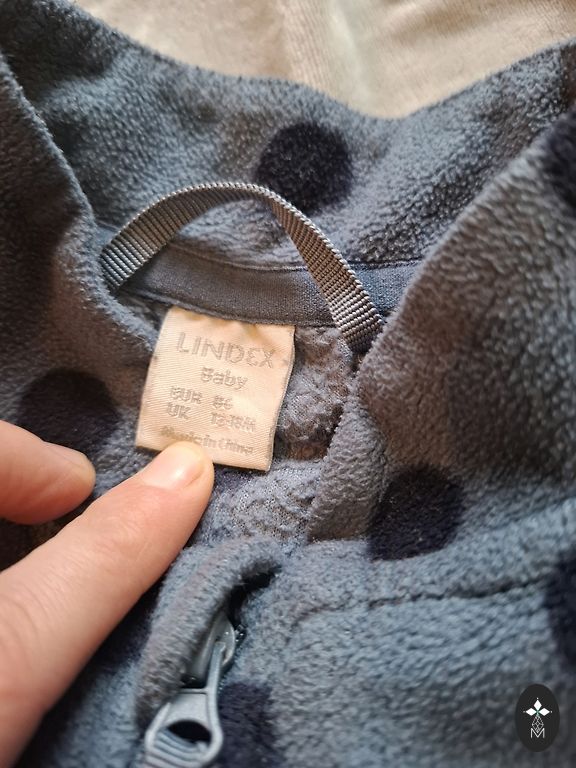 LINDEX
Baby
EUR 86
UK 12-18M
Made in China
M